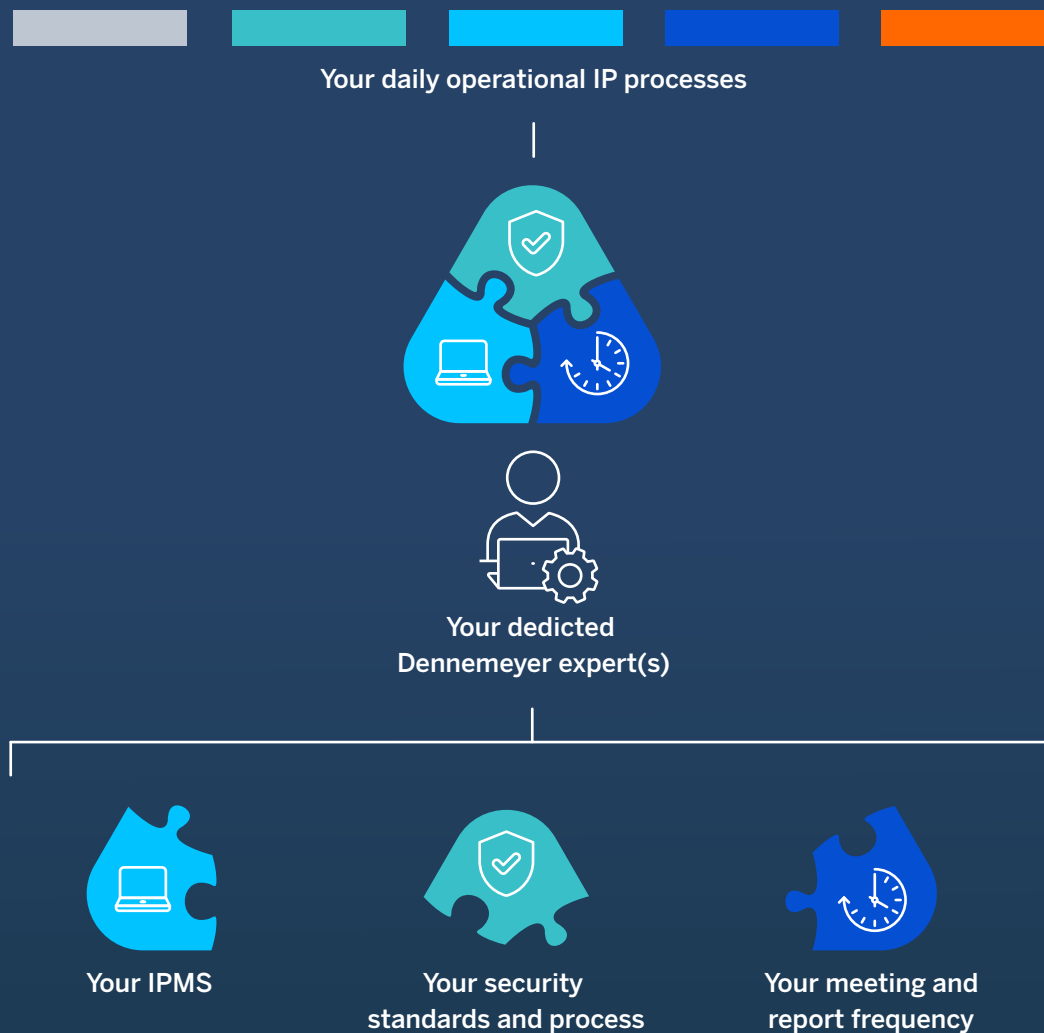 Your daily operational IP processes
Your dedicted
Dennemeyer expert(s)
Your IPMS
Your security
standards and process
Your meeting and
report frequency